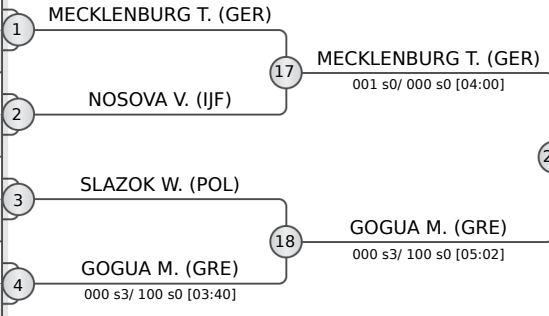 MECKLENBURG T. (GER)
1
17
MECKLENBURG T. (GER)
001 s0/ 000 s0 [04:00]
NOSOVA V. (IJF)
2
2
SLAZOK W. (POL)
3
18
GOGUA M. (GRE)
000 s3/ 100 s0 [05:02]
GOGUA M. (GRE)
4
000 s3/ 100 s0 [03:40]